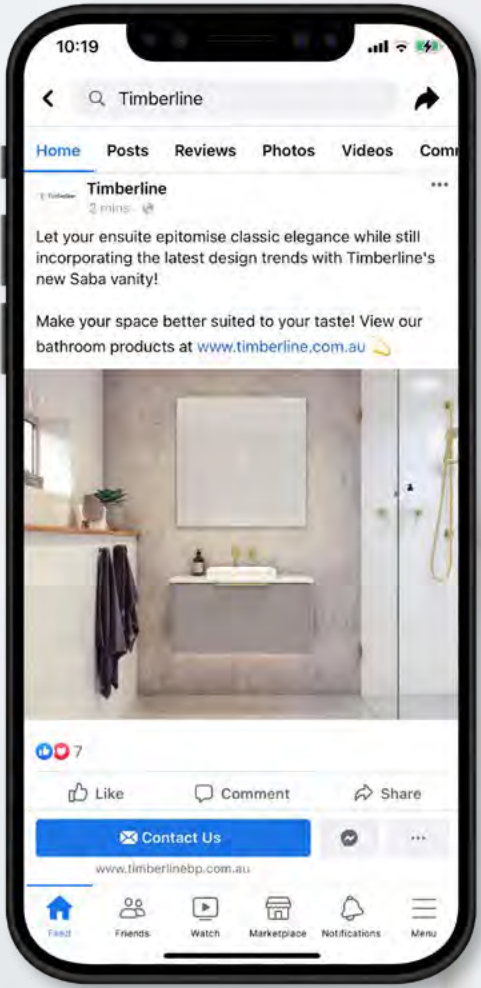 10:19
Timberline
Home Posts Reviews Photos Videos Comm
Timberline
2 mins
Let your ensuite epitomise classic elegance while still
incorporating the latest design trends with Timberline's
new Saba vanity!
Make your space better suited to your taste! View our
bathroom products at www.timberline.com.au
7
Like Comment Share
Contact Us
www.timberlinebp.com.au
Feed Friends Watch Marketplace Notifications Menu